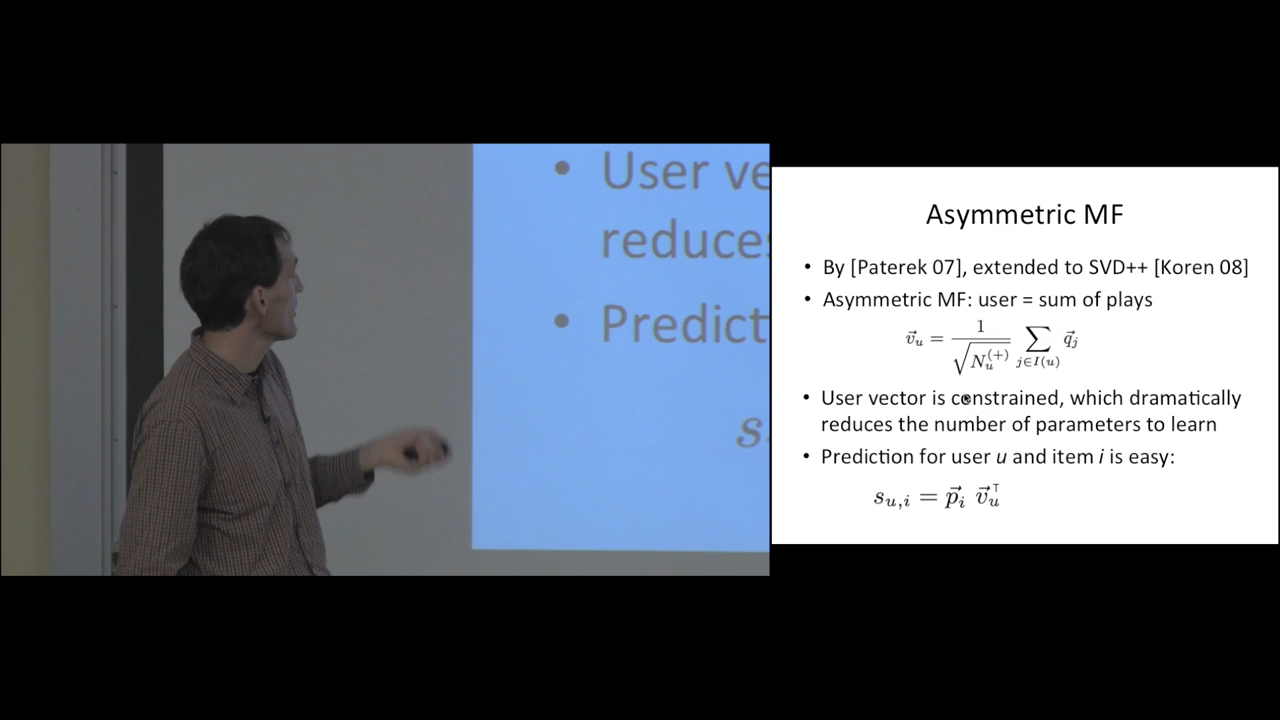 • User ve
reduces
• Predict
s
Asymmetric MF
• By [Paterek 07], extended to SVD++ [Koren 08]
• Asymmetric MF: user = sum of plays
\vec{v}_u = \frac{1}{\sqrt{N_u^{(+)}}} \sum_{j \in I(u)} \vec{q}_j
• User vector is constrained, which dramatically
reduces the number of parameters to learn
• Prediction for user u and item i is easy:
s_{u,i} = \vec{p}_i \vec{v}_u^{\top}